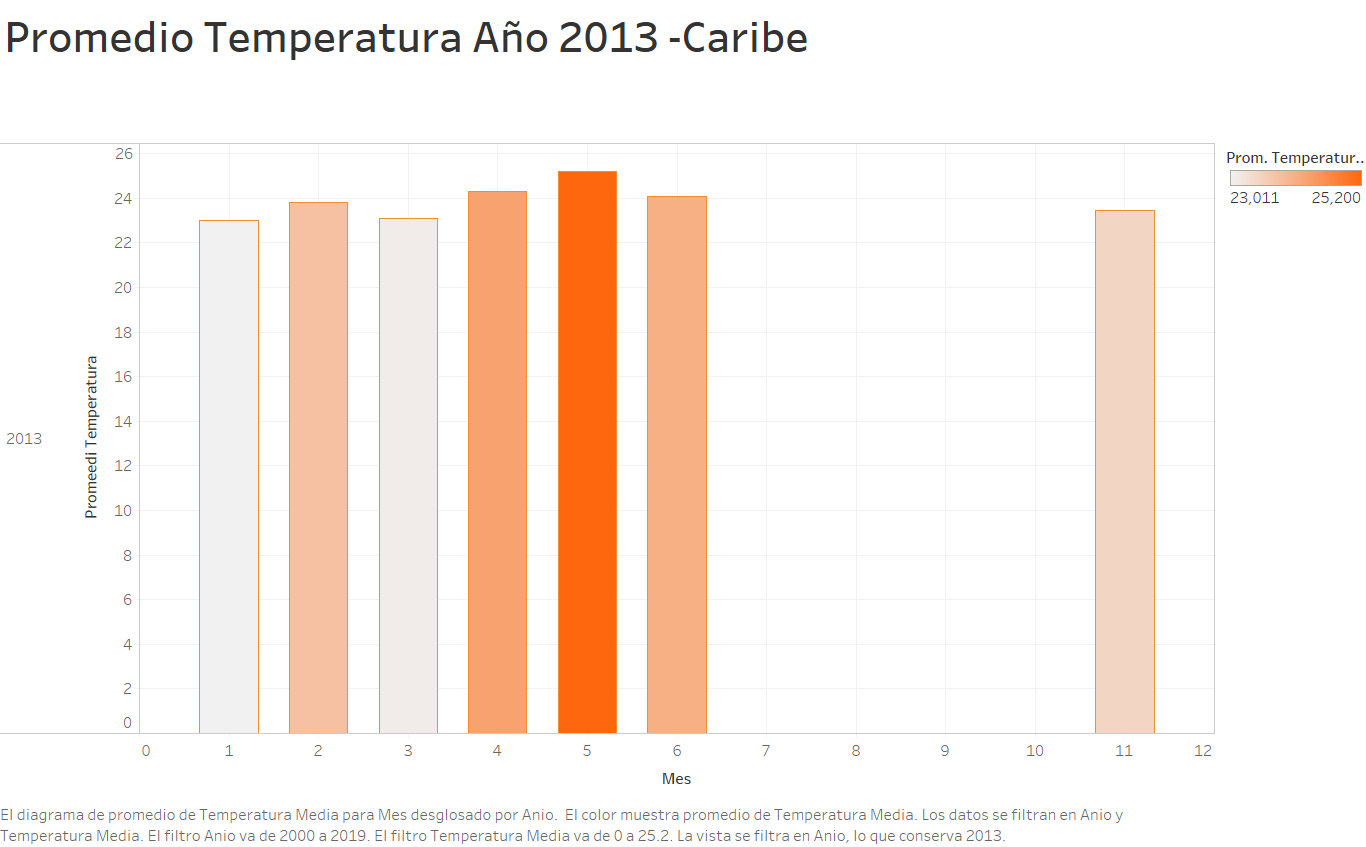 Promedio Temperatura Año 2013 -Caribe
Prom. Temperatur..
23,011 25,200
26
24
22
20
18
16
14
12
10
8
6
4
2
0
Promeedi Temperatura
2013
0 1 2 3 4 5 6 7 8 9 10 11 12
Mes
El diagrama de promedio de Temperatura Media para Mes desglosado por Anio.  El color muestra promedio de Temperatura Media. Los datos se filtran en Anio y
Temperatura Media. El filtro Anio va de 2000 a 2019. El filtro Temperatura Media va de 0 a 25.2. La vista se filtra en Anio, lo que conserva 2013.